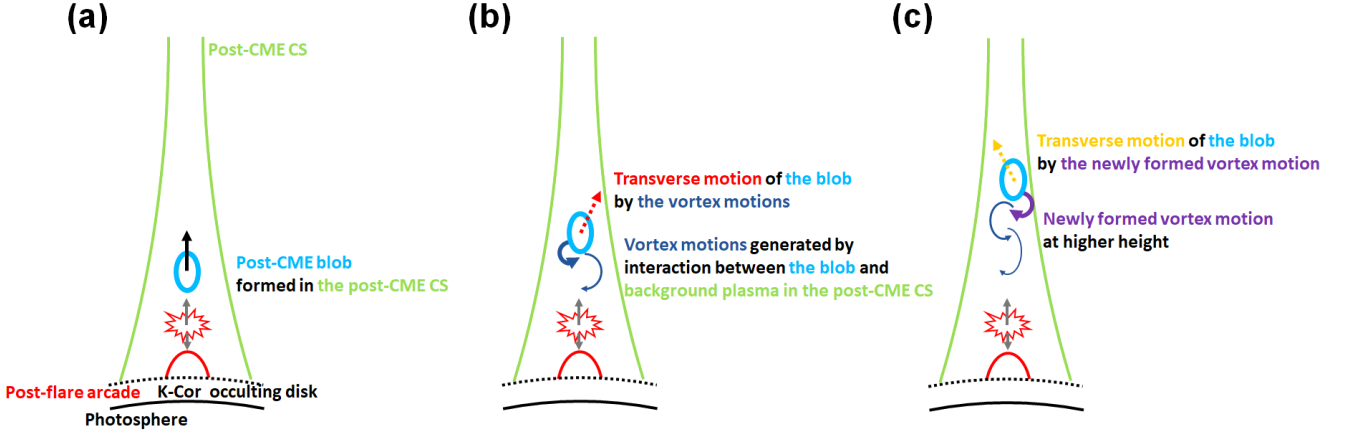 (a)
Post-CME CS
Post-CME blob
formed in the post-CME CS
Post-flare arcade
K-Cor occulting disk
Photosphere
(b)
Transverse motion of the blob
by the vortex motions
Vortex motions generated by
interaction between the blob and
background plasma in the post-CME CS
(c)
Transverse motion of the blob
by the newly formed vortex motion
Newly formed vortex motion
at higher height